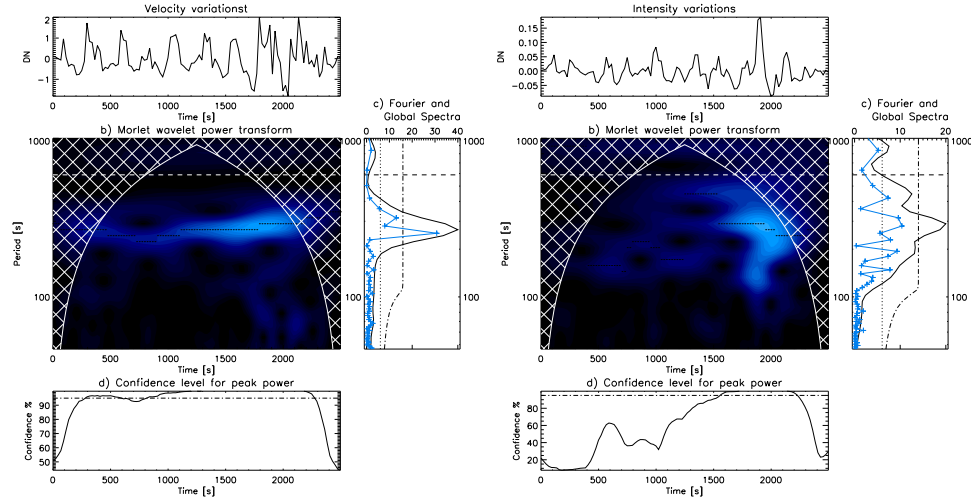 Velocity variationst
2
1
0
−1
DN
0 500 1000 1500 2000
Time [s]
c) Fourier and
Global Spectra
b) Morlet wavelet power transform
0 10 20 30 40
1000
1000
100
100
Period [s]
0 500 1000 1500 2000
Time [s]
d) Confidence level for peak power
90
80
70
60
50
Confidence %
0 500 1000 1500 2000
Time [s]
Intensity variations
0.15
0.10
0.05
0.00
−0.05
DN
0 500 1000 1500 2000
Time [s]
c) Fourier and
Global Spectra
b) Morlet wavelet power transform
0 10 20
1000
1000
100
100
Period [s]
0 500 1000 1500 2000
Time [s]
d) Confidence level for peak power
80
60
40
20
Confidence %
0 500 1000 1500 2000
Time [s]